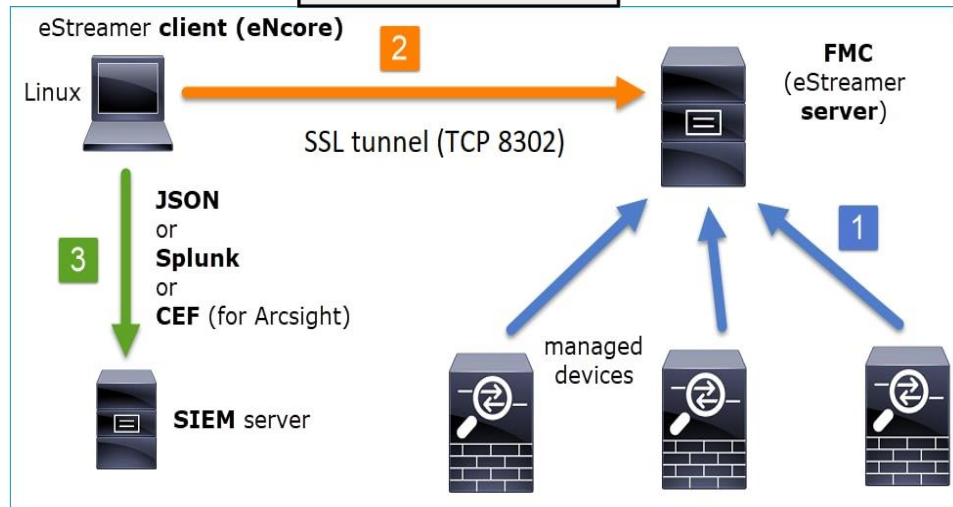 eStreamer client (eNcore)
Linux
2
SSL tunnel (TCP 8302)
FMC
(eStreamer
server)
JSON
or
Splunk
or
CEF (for Arcsight)
3
1
managed
devices
SIEM server